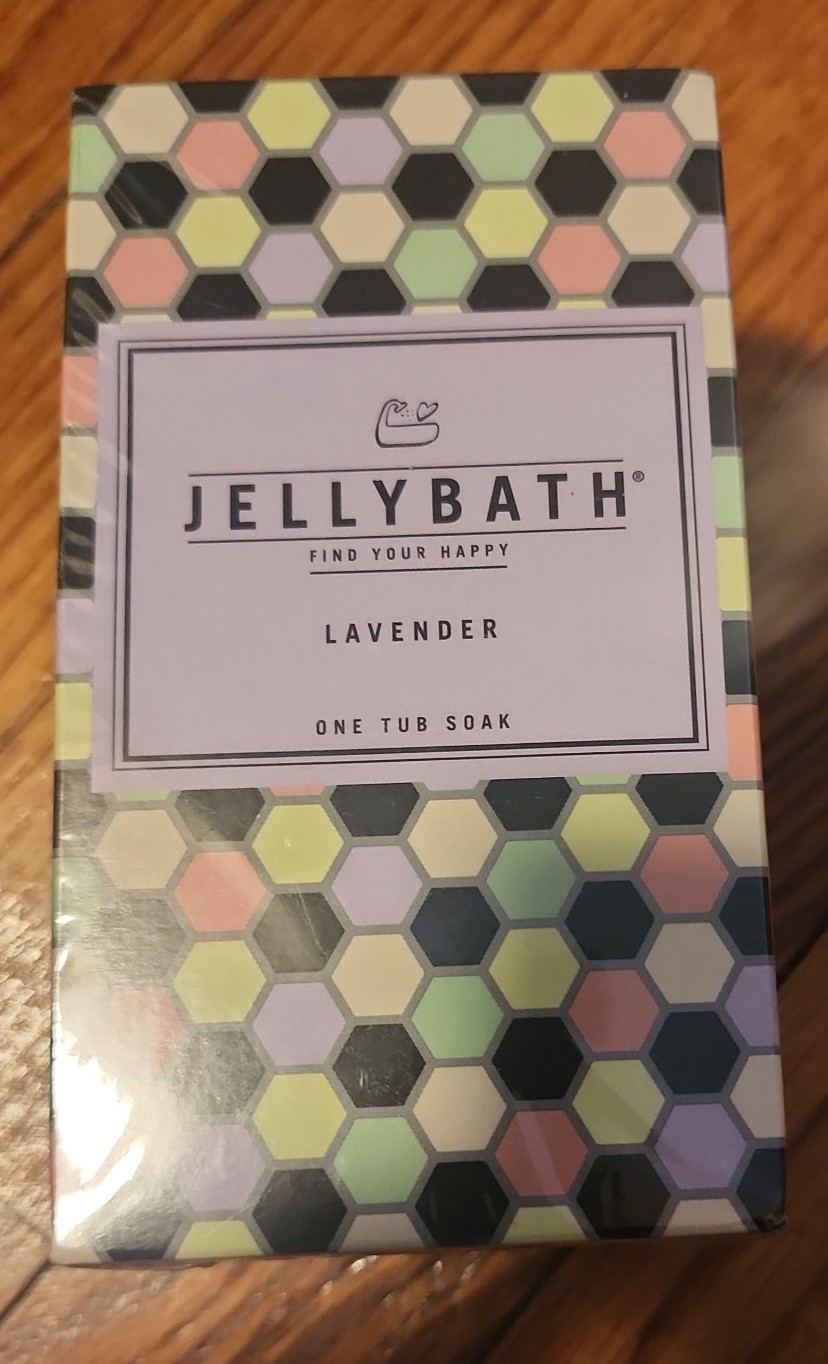 JELLYBATH®
FIND YOUR HAPPY
LAVENDER
ONE TUB SOAK